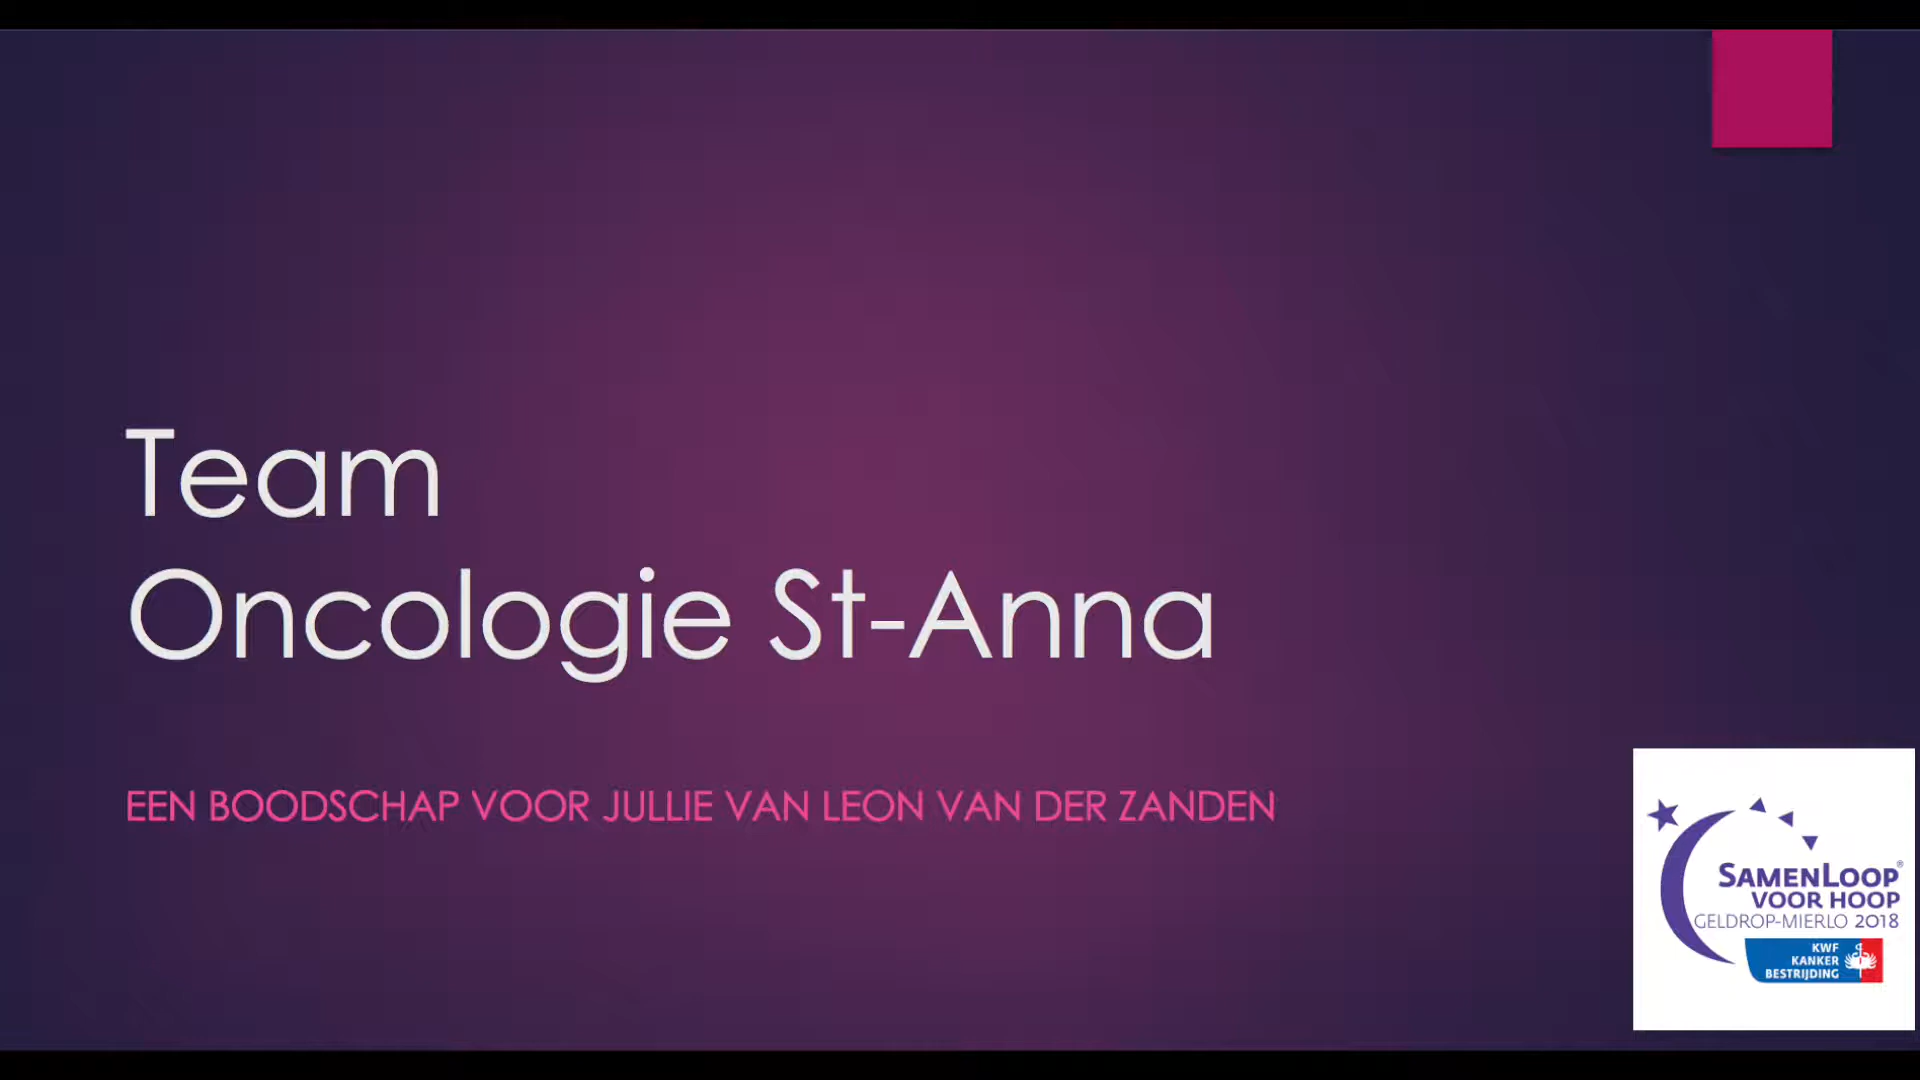 Team
Oncologie St-Anna
EEN BOODSCHAP VOOR JULLIE VAN LEON VAN DER ZANDEN
SAMENLOOP®
VOOR HOOP
GELDROP-MIERLO 2018
KWF
KANKER
BESTRIJDING